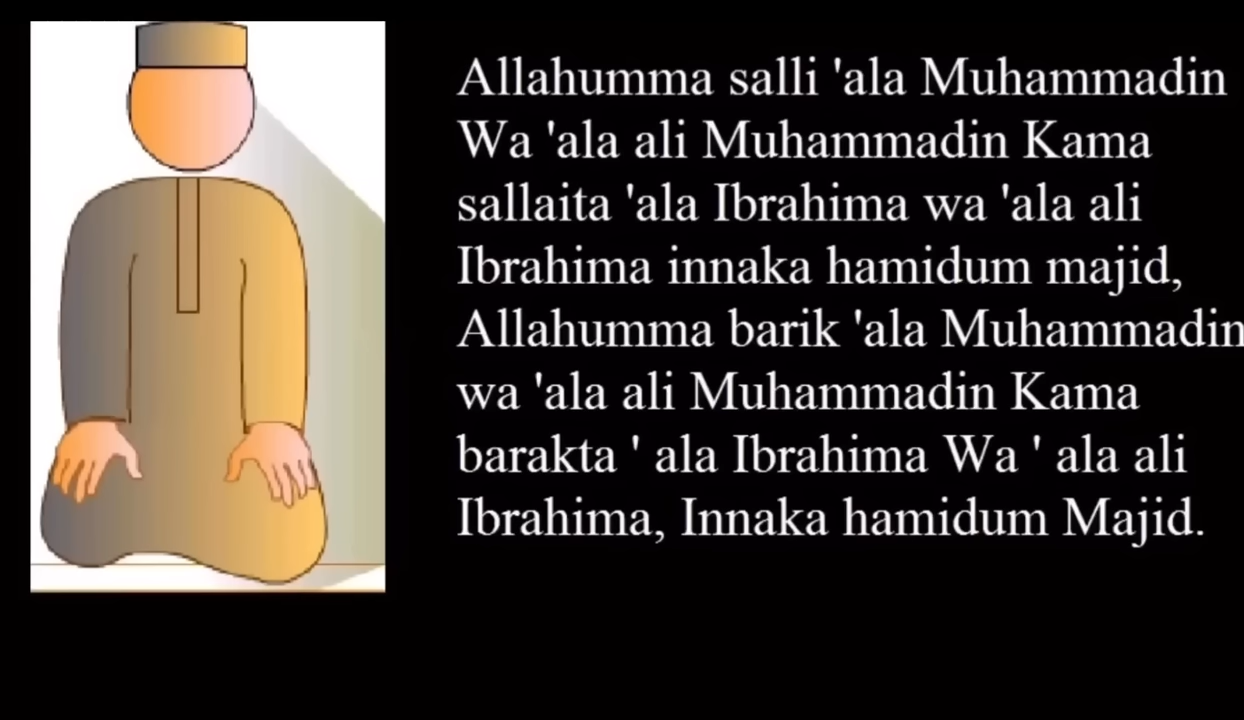 Allahumma salli 'ala Muhammadin
Wa 'ala ali Muhammadin Kama
sallaita 'ala Ibrahima wa 'ala ali
Ibrahima innaka hamidum majid,
Allahumma barik 'ala Muhammadin
wa 'ala ali Muhammadin Kama
barakta ' ala Ibrahima Wa ' ala ali
Ibrahima, Innaka hamidum Majid.